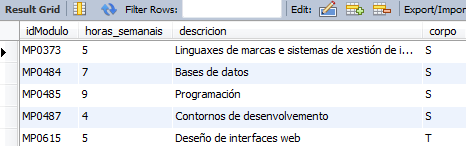 Result Grid Filter Rows: Edit: Export/Impor
idModulo horas_semanais descricion corpo
MP0373 5 Linguaxes de marcas e sistemas de xestión de i... S
MP0484 7 Bases de datos S
MP0485 9 Programación S
MP0487 4 Contornos de desenvolvemento S
MP0615 5 Deseño de interfaces web T